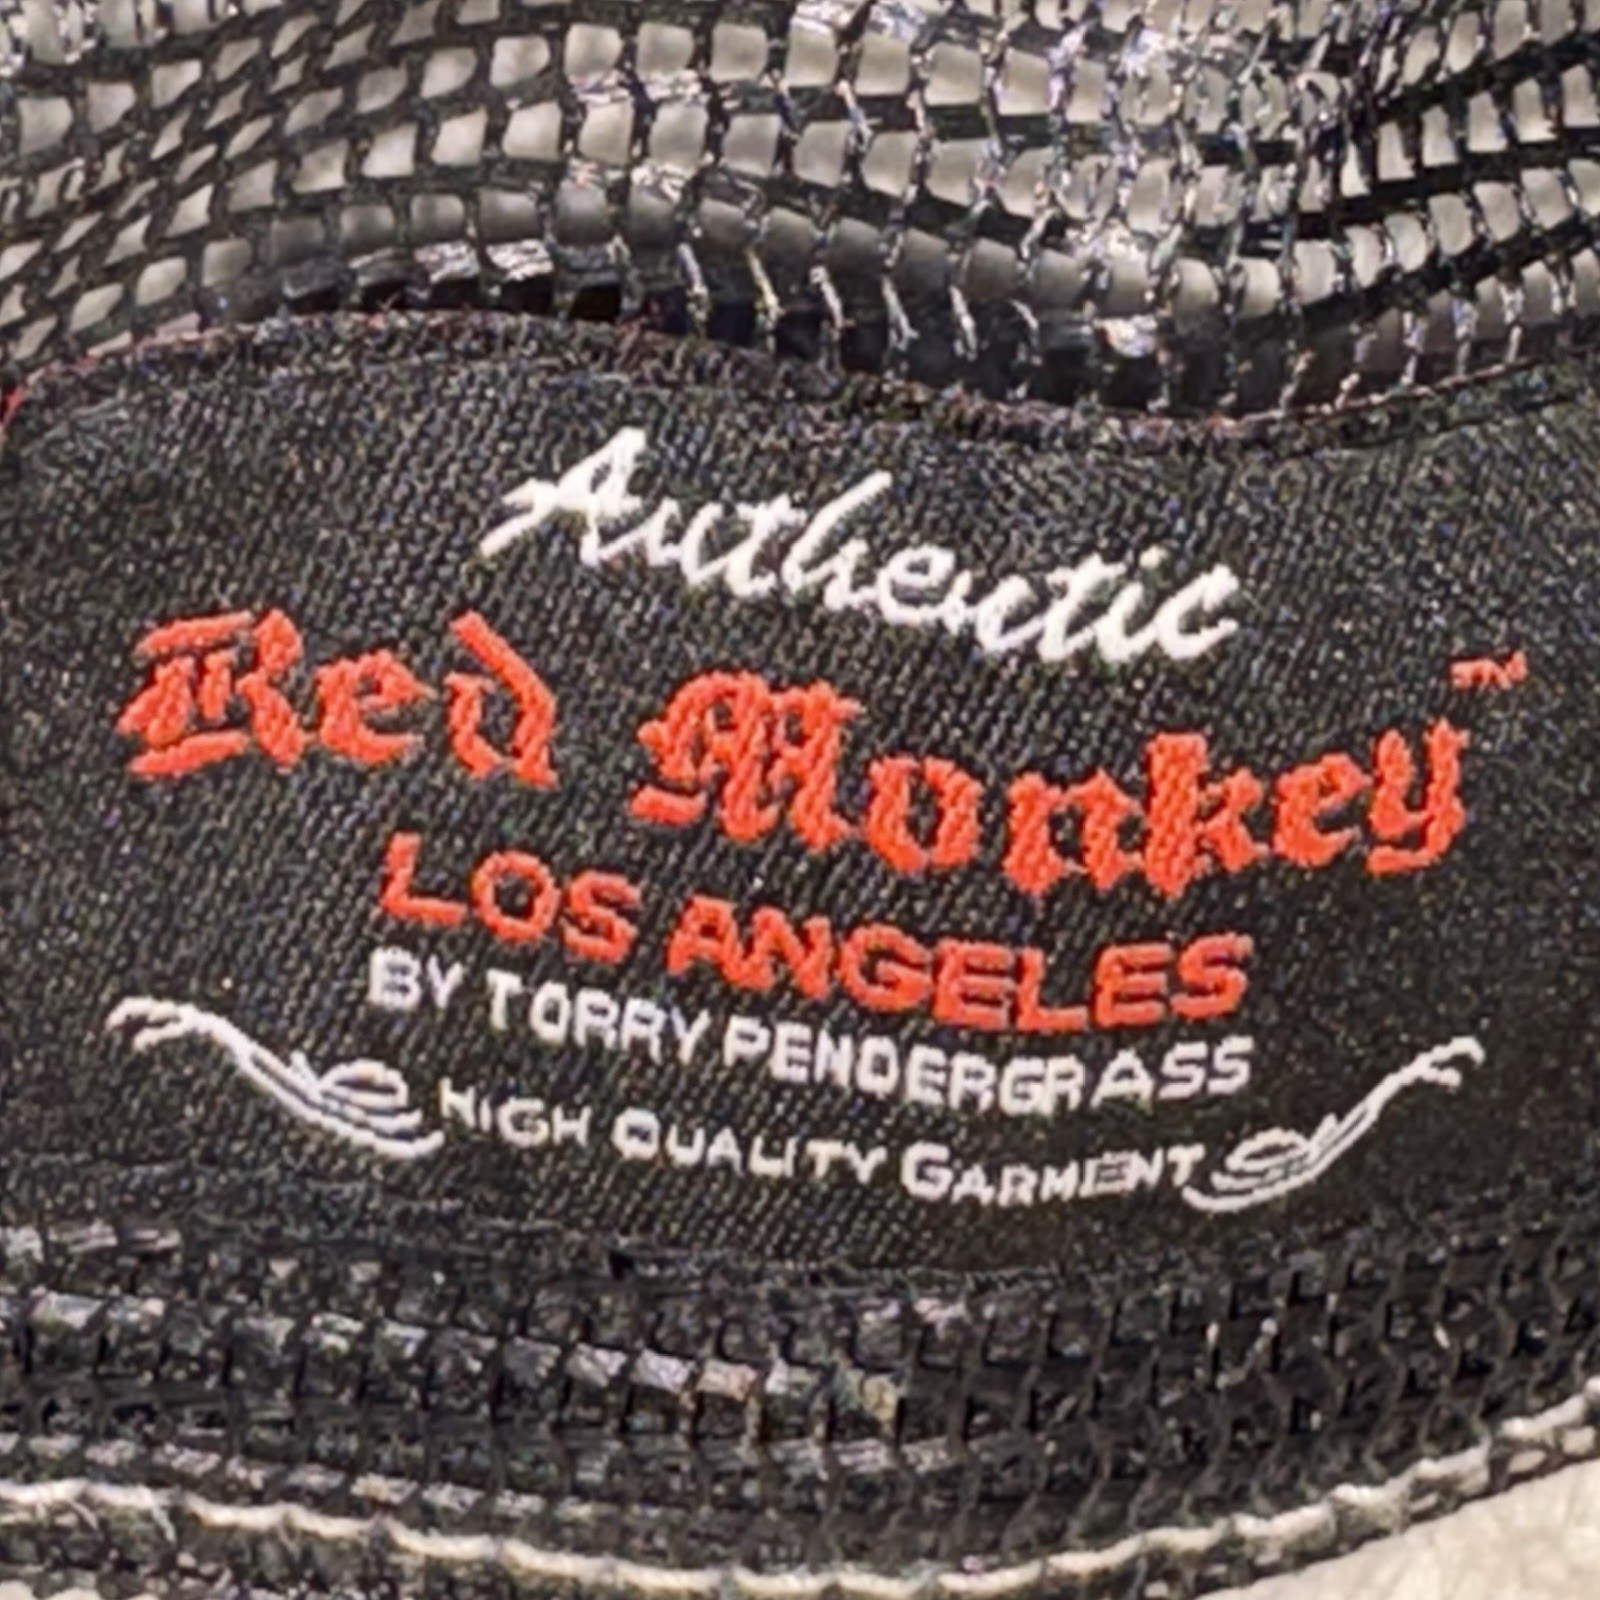 Authentic
Red Monkey™
LOS ANGELES
BY TORRY PENDERGRASS
HIGH QUALITY GARMENT